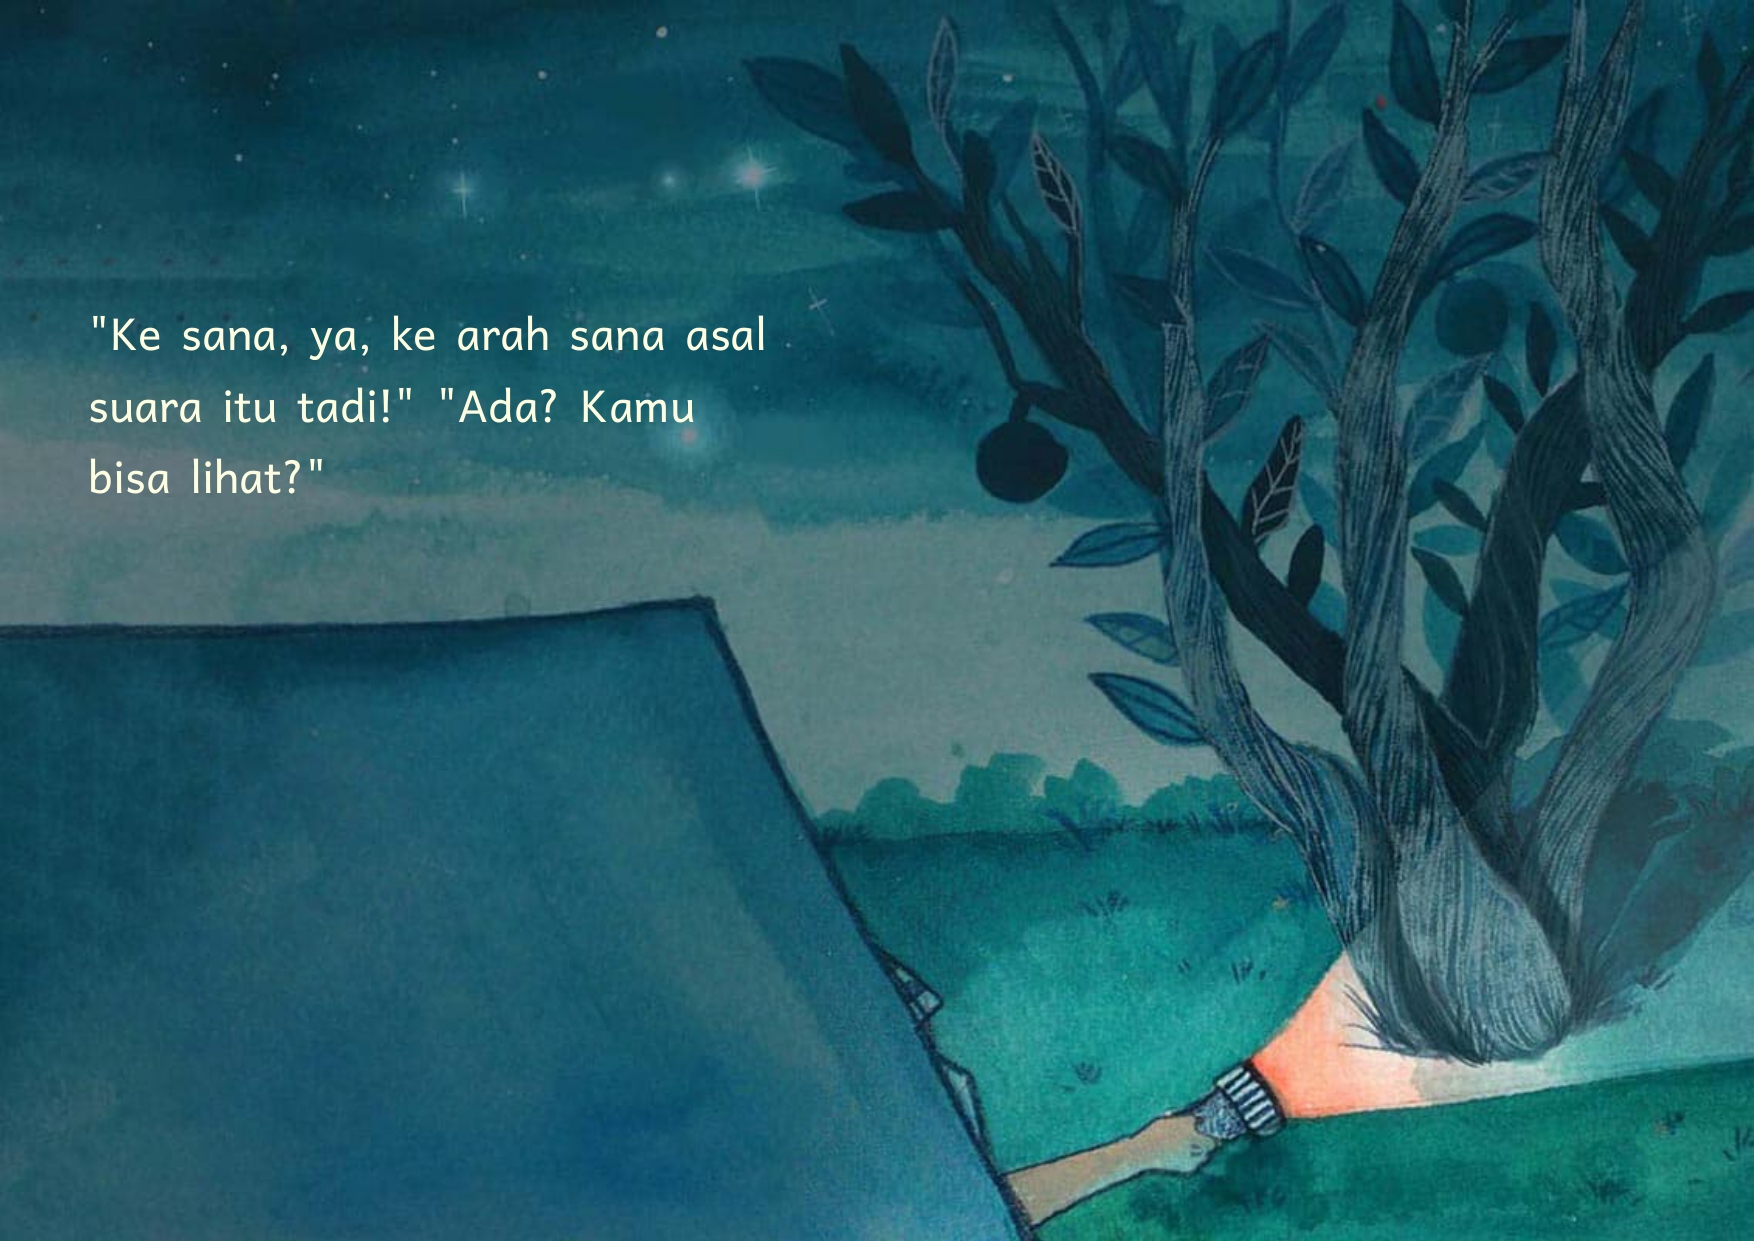 "Ke sana, ya, ke arah sana asal
suara itu tadi!" "Ada? Kamu
bisa lihat?"